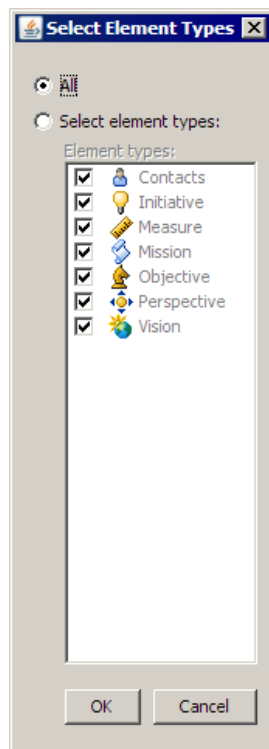 Select Element Types
All
Select element types:
Element types:
Contacts
Initiative
Measure
Mission
Objective
Perspective
Vision
OK Cancel